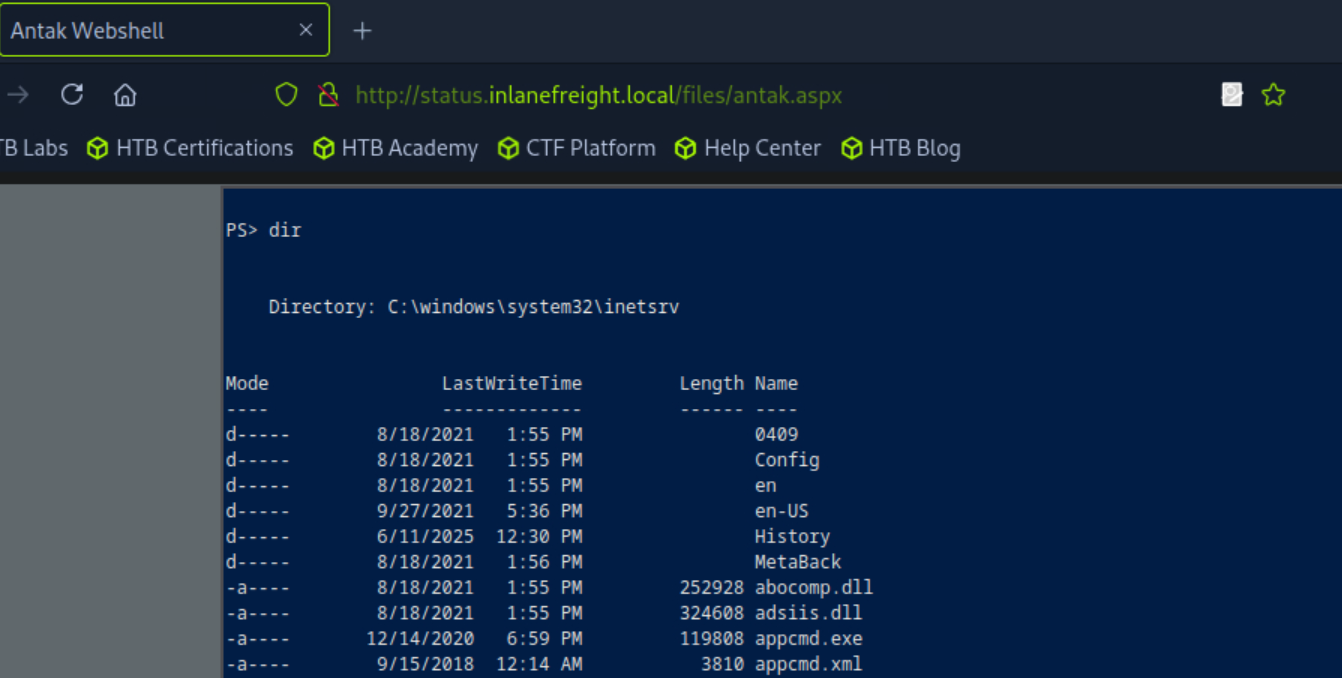 Antak Webshell
http://status.inlanefreight.local/files/antak.aspx
TB Labs HTB Certifications HTB Academy CTF Platform Help Center HTB Blog
PS> dir
Directory: C:\windows\system32\inetsrv
Mode LastWriteTime Length Name
---- ------------- ------ ----
d----- 8/18/2021 1:55 PM 0409
d----- 8/18/2021 1:55 PM Config
d----- 8/18/2021 1:55 PM en
d----- 9/27/2021 5:36 PM en-US
d----- 6/11/2025 12:30 PM History
d----- 8/18/2021 1:56 PM MetaBack
-a---- 8/18/2021 1:55 PM 252928 abocomp.dll
-a---- 8/18/2021 1:55 PM 324608 adsiis.dll
-a---- 12/14/2020 6:59 PM 119808 appcmd.exe
-a---- 9/15/2018 12:14 AM 3810 appcmd.xml